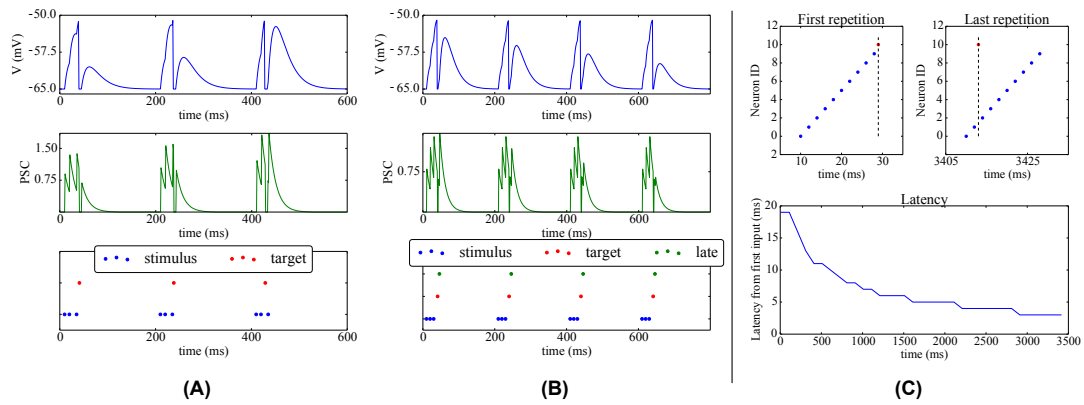 −50.0
−57.5
−65.0
V (mV)
0 200 400 600
time (ms)
1.50
0.75
PSC
0 200 400 600
time (ms)
stimulus target
0 200 400 600
time (ms)
(A)
−50.0
−57.5
−65.0
V (mV)
0 200 400 600
time (ms)
0.75
PSC
0 200 400 600
time (ms)
stimulus target late
0 200 400 600
time (ms)
(B)
First repetition
12
10
8
6
4
2
0
Neuron ID
10 20 30
time (ms)
Last repetition
12
10
8
6
4
2
0
Neuron ID
3405 3425
time (ms)
Latency
20
15
10
5
0
Latency from first input (ms)
0 500 1000 1500 2000 2500 3000 3500
time (ms)
(C)